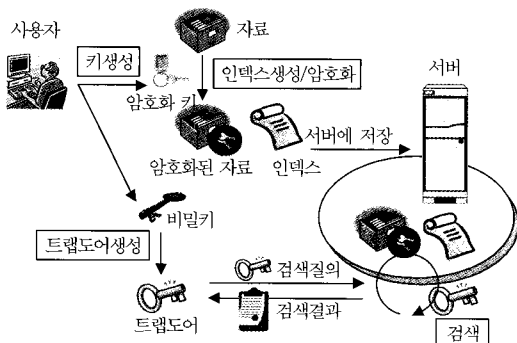 사용자
자료
키생성
서버
인덱스생성/암호화
암호화 키
서버에 저장
암호화된 자료
인덱스
비밀키
트랩도어생성
검색질의
검색결과
트랩도어
검색